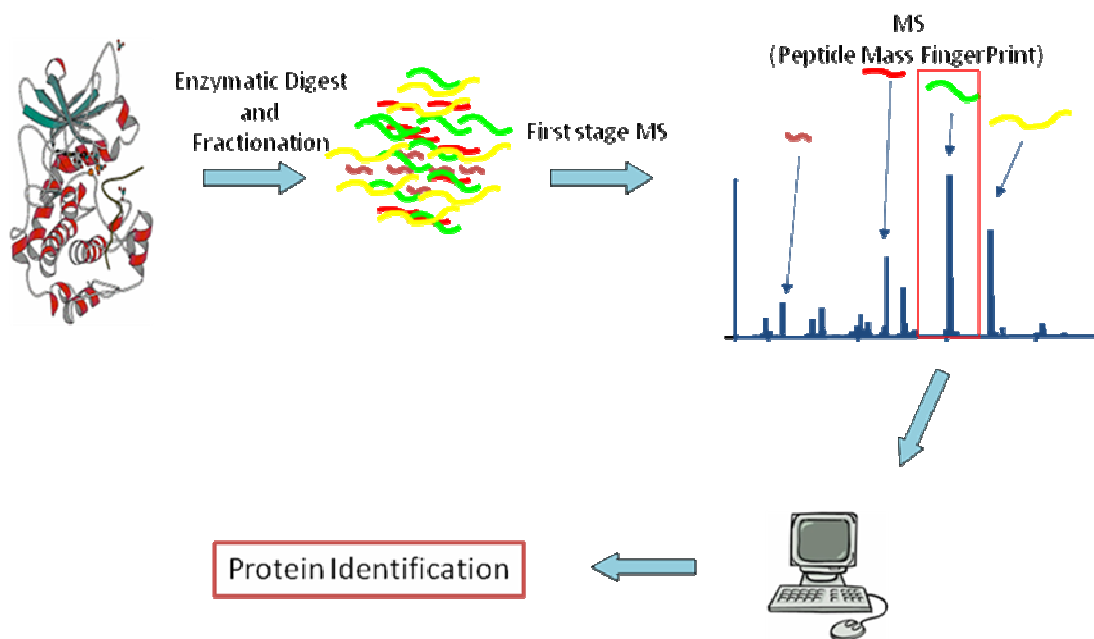 MS
(Peptide Mass FingerPrint)
Enzymatic Digest
and
Fractionation
First stage MS
Protein Identification